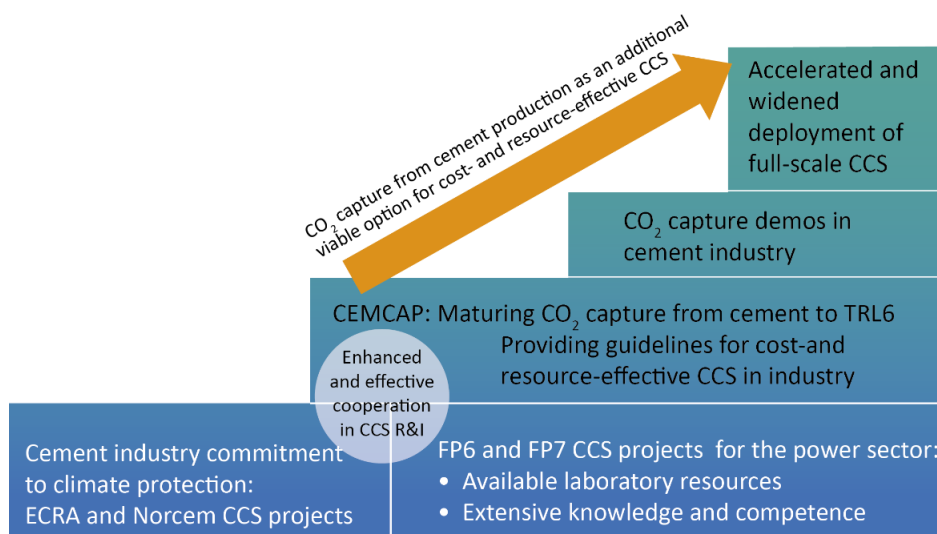 CO₂ capture from cement production as an additional
viable option for cost- and resource-effective CCS
Accelerated and
widened
deployment of
full-scale CCS
CO₂ capture demos in
cement industry
CEMCAP: Maturing CO₂ capture from cement to TRL6
Providing guidelines for cost-and
resource-effective CCS in industry
Enhanced
and effective
cooperation
in CCS R&I
Cement industry commitment
to climate protection:
ECRA and Norcem CCS projects
FP6 and FP7 CCS projects for the power sector:
• Available laboratory resources
• Extensive knowledge and competence